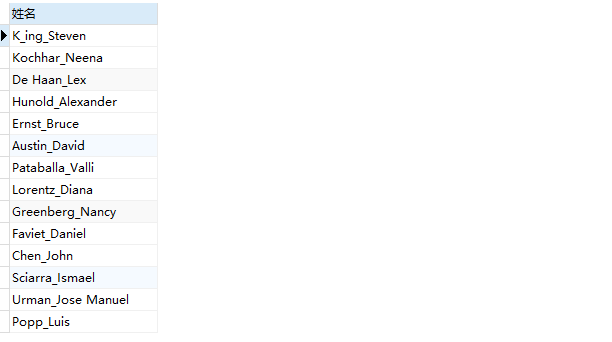 姓名
K_ing_Steven
Kochhar_Neena
De Haan_Lex
Hunold_Alexander
Ernst_Bruce
Austin_David
Pataballa_Valli
Lorentz_Diana
Greenberg_Nancy
Faviet_Daniel
Chen_John
Sciarra_Ismael
Urman_Jose Manuel
Popp_Luis